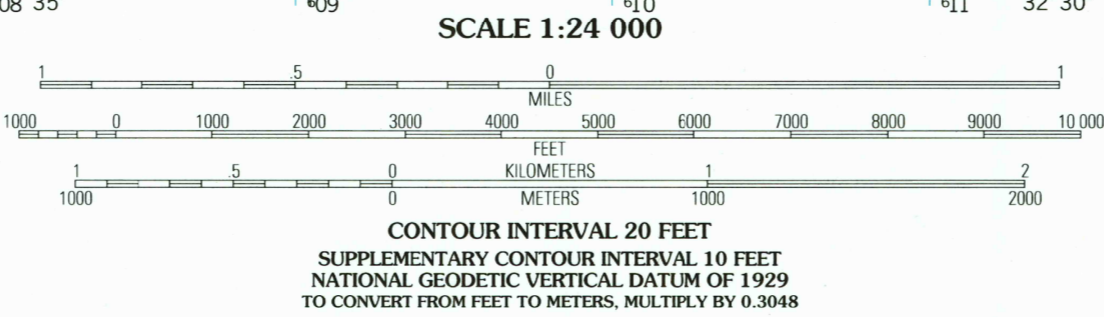 08 35 ⁶09 ⁶10 ⁶11 32 30
SCALE 1:24 000
1 .5 0 1
MILES
1000 0 1000 2000 3000 4000 5000 6000 7000 8000 9000 10 000
FEET
1 .5 0 KILOMETERS 1 2
1000 0 METERS 1000 2000
CONTOUR INTERVAL 20 FEET
SUPPLEMENTARY CONTOUR INTERVAL 10 FEET
NATIONAL GEODETIC VERTICAL DATUM OF 1929
TO CONVERT FROM FEET TO METERS, MULTIPLY BY 0.3048